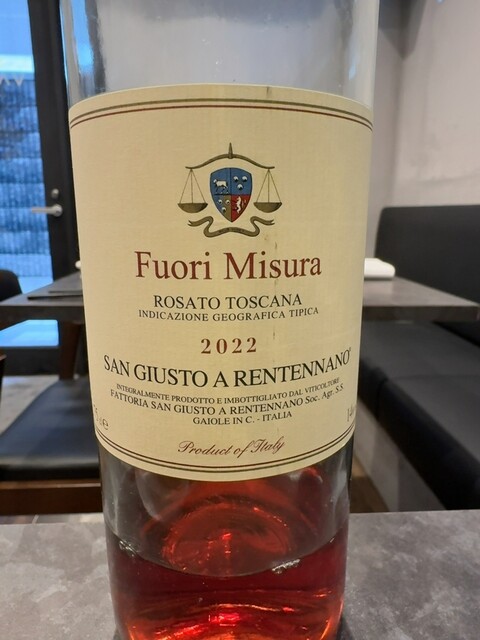 Fuori Misura
ROSATO TOSCANA
INDICAZIONE GEOGRAFICA TIPICA
2022
SAN GIUSTO A RENTENNANO
INTEGRALMENTE PRODOTTO E IMBOTTIGLIATO DAL VITICOLTORE
FATTORIA SAN GIUSTO A RENTENNANO Soc. Agr. S.S
GAIOLE IN C. - ITALIA
Product of Italy